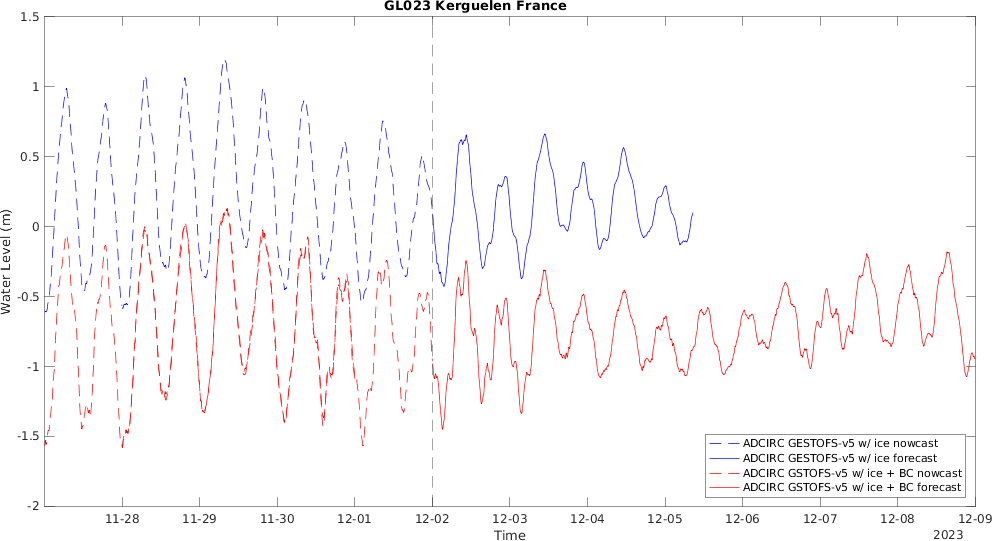 GL023 Kerguelen France
1.5
1
0.5
0
-0.5
-1
-1.5
-2
Water Level (m)
11-28 11-29 11-30 12-01 12-02 12-03 12-04 12-05 12-06 12-07 12-08 12-09
Time
2023
ADCIRC GESTOFS-v5 w/ ice nowcast
ADCIRC GESTOFS-v5 w/ ice forecast
ADCIRC GSTOFS-v5 w/ ice + BC nowcast
ADCIRC GSTOFS-v5 w/ ice + BC forecast